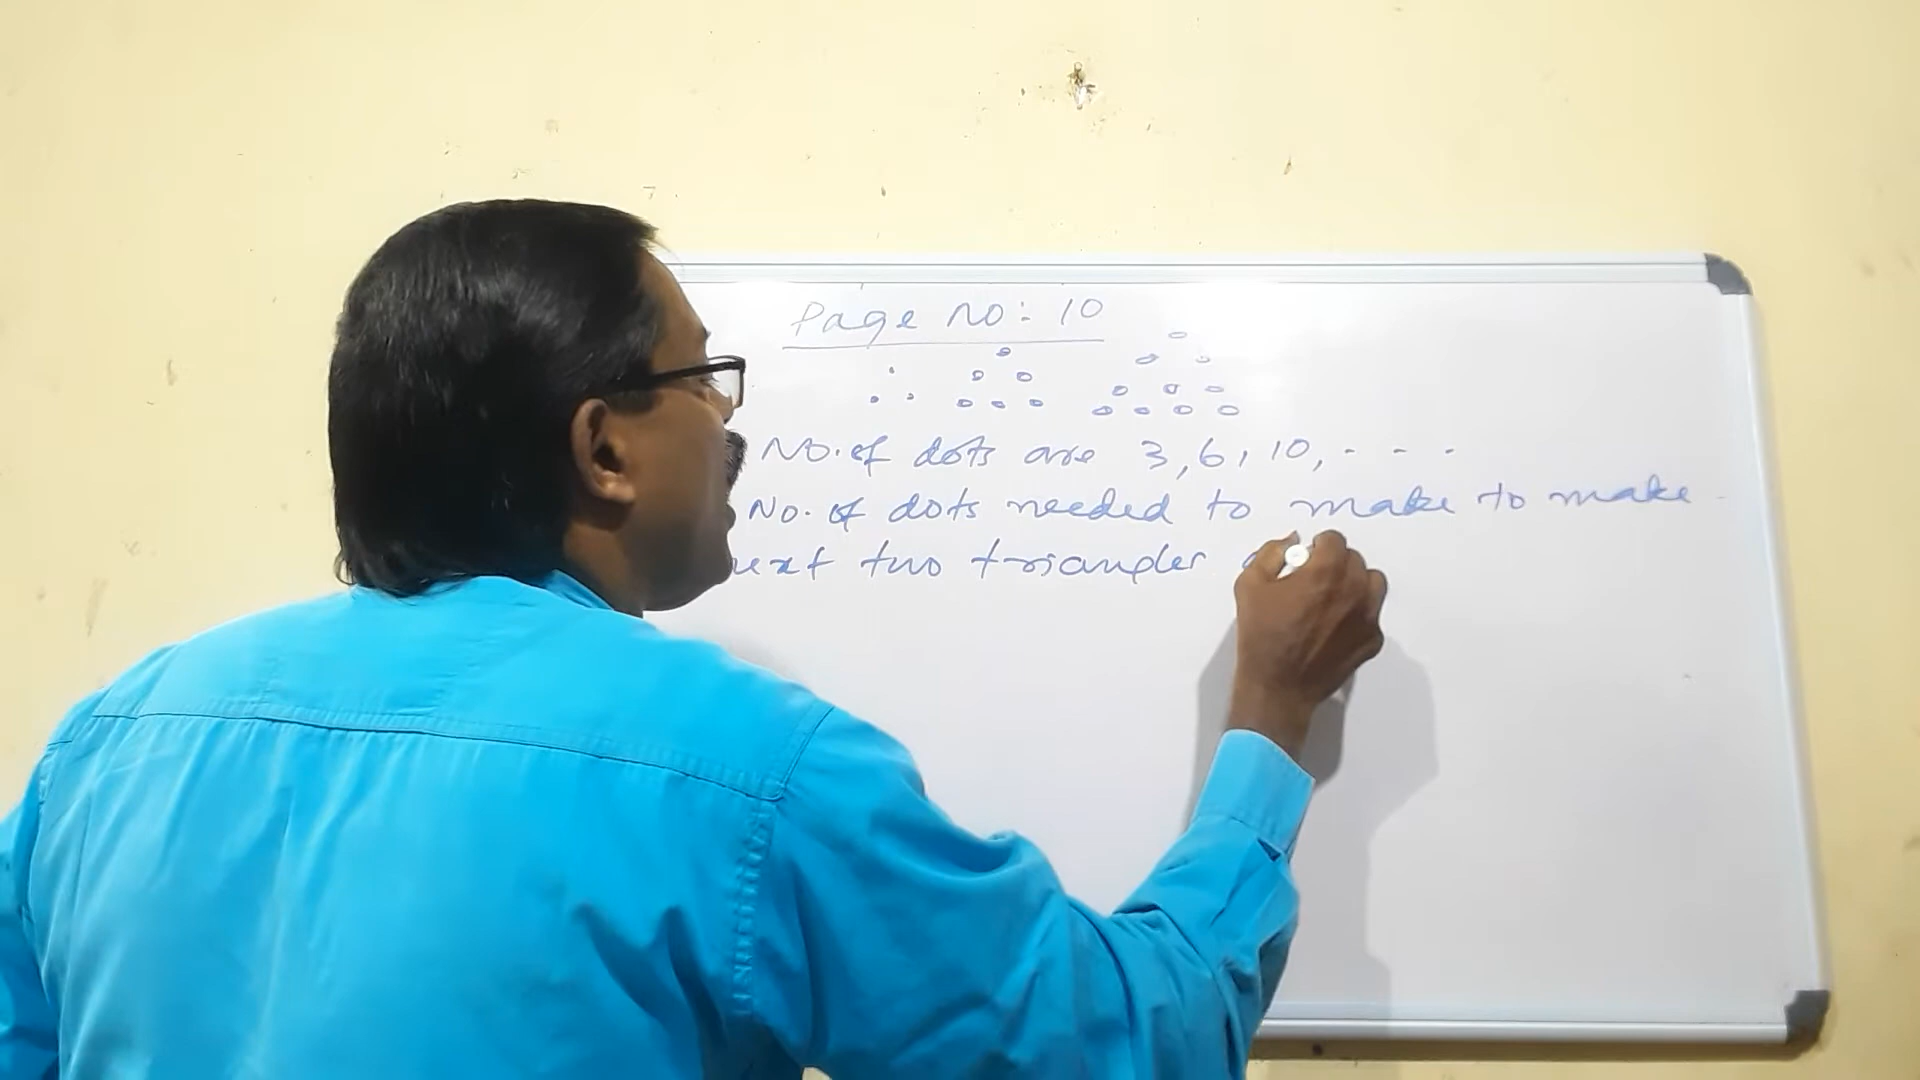 Page No: 10
No. of dots are 3, 6, 10, - - -
No. of dots needed to make to make
next two triangles